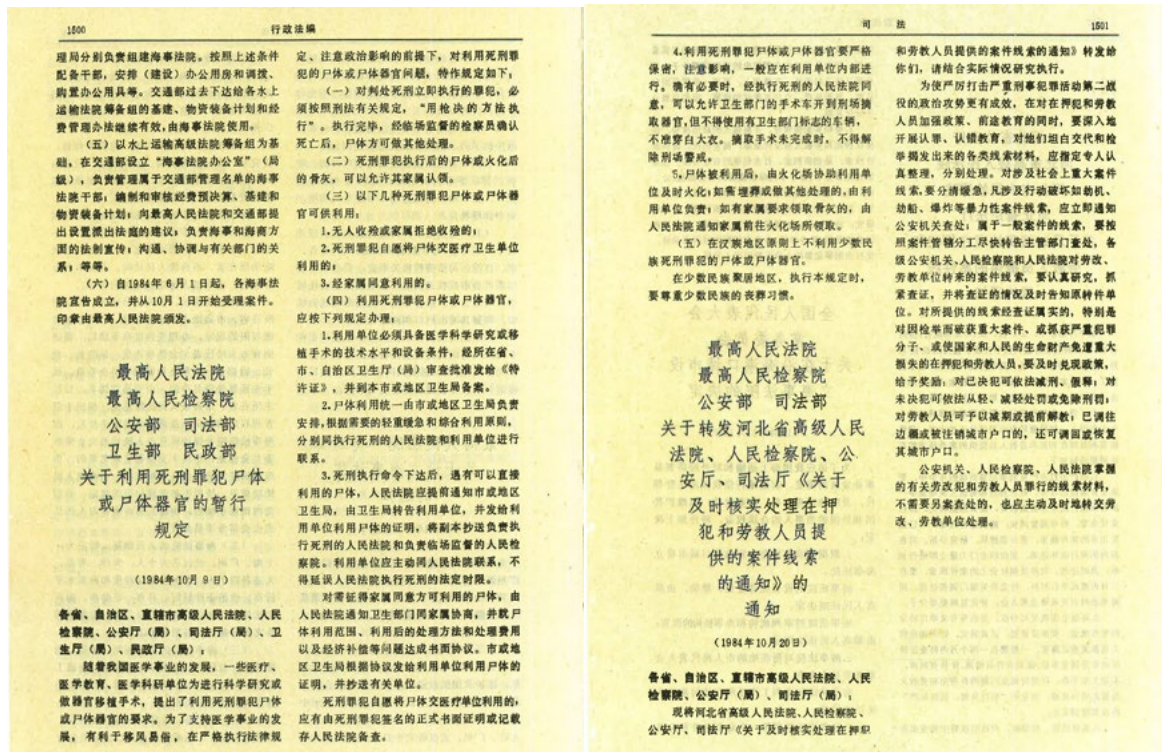 1500
行政法编
理局分别负责组建海事法院。按照上述条件
配备干部，安排（建设）办公用房和调拨、
购置办公用具等。交通部过去下达给各水上
运输法院筹备组的基建、物资装备计划和经
费管理办法继续有效，由海事法院使用。
（五）以水上运输高级法院筹备组为基
础，在交通部设立“海事法院办公室”（局
级），负责管理属于交通部管理名单的海事
法院干部；编制和审核经费预决算、基建和
物资装备计划；向最高人民法院和交通部提
出设置派出法庭的建议；负责海事和海商方
面的法制宣传；沟通、协调与有关部门的关
系；等等。
（六）自1984年6月1日起，各海事法
院宣告成立，并从10月1日开始受理案件。
印章由最高人民法院颁发。
最高人民法院
最高人民检察院
公安部 司法部
卫生部 民政部
关于利用死刑罪犯尸体
或尸体器官的暂行
规定
（1984年10月9日）
各省、自治区、直辖市高级人民法院、人民
检察院、公安厅（局）、司法厅（局）、卫
生厅（局）、民政厅（局）：
随着我国医学事业的发展，一些医疗、
医学教育、医学科研单位为进行科学研究或
做器官移植手术，提出了利用死刑罪犯尸体
或尸体器官的要求。为了支持医学事业的发
展，有利于移风易俗，在严格执行法律规
定、注意政治影响的前提下，对利用死刑罪
犯的尸体或尸体器官问题，特作规定如下：
（一）对判处死刑立即执行的罪犯，必
须按照刑法有关规定，“用枪决的方法执
行”。执行完毕，经临场监督的检察员确认
死亡后，尸体方可做其他处理。
（二）死刑罪犯执行后的尸体或火化后
的骨灰，可以允许其家属认领。
（三）以下几种死刑罪犯尸体或尸体器
官可供利用：
1.无人收殓或家属拒绝收殓的；
2.死刑罪犯自愿将尸体交医疗卫生单位
利用的；
3.经家属同意利用的。
（四）利用死刑罪犯尸体或尸体器官，
应按下列规定办理：
1.利用单位必须具备医学科学研究或移
植手术的技术水平和设备条件，经所在省、
市、自治区卫生厅（局）审查批准发给《特
许证》，并到本市或地区卫生局备案。
2.尸体利用统一由市或地区卫生局负责
安排，根据需要的轻重缓急和综合利用原则，
分别同执行死刑的人民法院和利用单位进行
联系。
3.死刑执行命令下达后，遇有可以直接
利用的尸体，人民法院应提前通知市或地区
卫生局，由卫生局转告利用单位，并发给利
用单位利用尸体的证明，将副本抄送负责执
行死刑的人民法院和负责临场监督的人民检
察院。利用单位应主动同人民法院联系，不
得延误人民法院执行死刑的法定时限。
对需征得家属同意方可利用的尸体，由
人民法院通知卫生部门同家属协商，并就尸
体利用范围、利用后的处理方法和处理费用
以及经济补偿等问题达成书面协议。市或地
区卫生局根据协议发给利用单位利用尸体的
证明，并抄送有关单位。
死刑罪犯自愿将尸体交医疗单位利用的，
应有由死刑罪犯签名的正式书面证明或记载
存人民法院备查。
司 法
1501
4.利用死刑罪犯尸体或尸体器官要严格
保密，注意影响，一般应在利用单位内部进
行。确有必要时，经执行死刑的人民法院同
意，可以允许卫生部门的手术车开到刑场摘
取器官，但不得使用有卫生部门标志的车辆，
不准穿白大衣。摘取手术未完成时，不得解
除刑场警戒。
5.尸体被利用后，由火化场协助利用单
位及时火化；如需埋葬或做其他处理的，由利
用单位负责；如有家属要求领取骨灰的，由
人民法院通知家属前往火化场所领取。
（五）在汉族地区原则上不利用少数民
族死刑罪犯的尸体或尸体器官。
在少数民族聚居地区，执行本规定时，
要尊重少数民族的丧葬习惯。
最高人民法院
最高人民检察院
公安部 司法部
关于转发河北省高级人民
法院、人民检察院、公
安厅、司法厅《关于
及时核实处理在押
犯和劳教人员提
供的案件线索
的通知》的
通知
（1984年10月20日）
各省、自治区、直辖市高级人民法院、人民
检察院、公安厅（局）、司法厅（局）：
现将河北省高级人民法院、人民检察院、
公安厅、司法厅《关于及时核实处理在押犯
和劳教人员提供的案件线索的通知》转发给
你们，请结合实际情况研究执行。
为使严厉打击严重刑事犯罪活动第二战
役的政治攻势更有成效，在对在押犯和劳教
人员加强政策、前途教育的同时，要深入地
开展认罪、认错教育，对他们坦白交代和检
举揭发出来的各类线索材料，应指定专人认
真整理，分别处理。对涉及社会上重大案件
线索，要分清缓急，凡涉及行动破坏如劫机、
劫船、爆炸等暴力性案件线索，应立即通知
公安机关查处；属于一般案件的线索，要按
照案件管辖分工尽快转告主管部门查处，各
级公安机关、人民检察院和人民法院对劳改、
劳教单位转来的案件线索，要认真研究，抓
紧查证，并将查证的情况及时告知原转件单
位。对所提供的线索经查证属实的，特别是
对因检举而破获重大案件、或抓获严重犯罪
分子、或使国家和人民的生命财产免遭重大
损失的在押犯和劳教人员，要及时兑现政策，
给予奖励；对已决犯可依法减刑、假释；对
未决犯可依法从轻、减轻处罚或免除刑罚；
对劳教人员可予以减期或提前解教；已调往
边疆或被注销城市户口的，还可调回或恢复
其城市户口。
公安机关、人民检察院、人民法院掌握
的有关劳改犯和劳教人员罪行的线索材料，
不需要另案查处的，也应主动及时地转交劳
改、劳教单位处理。